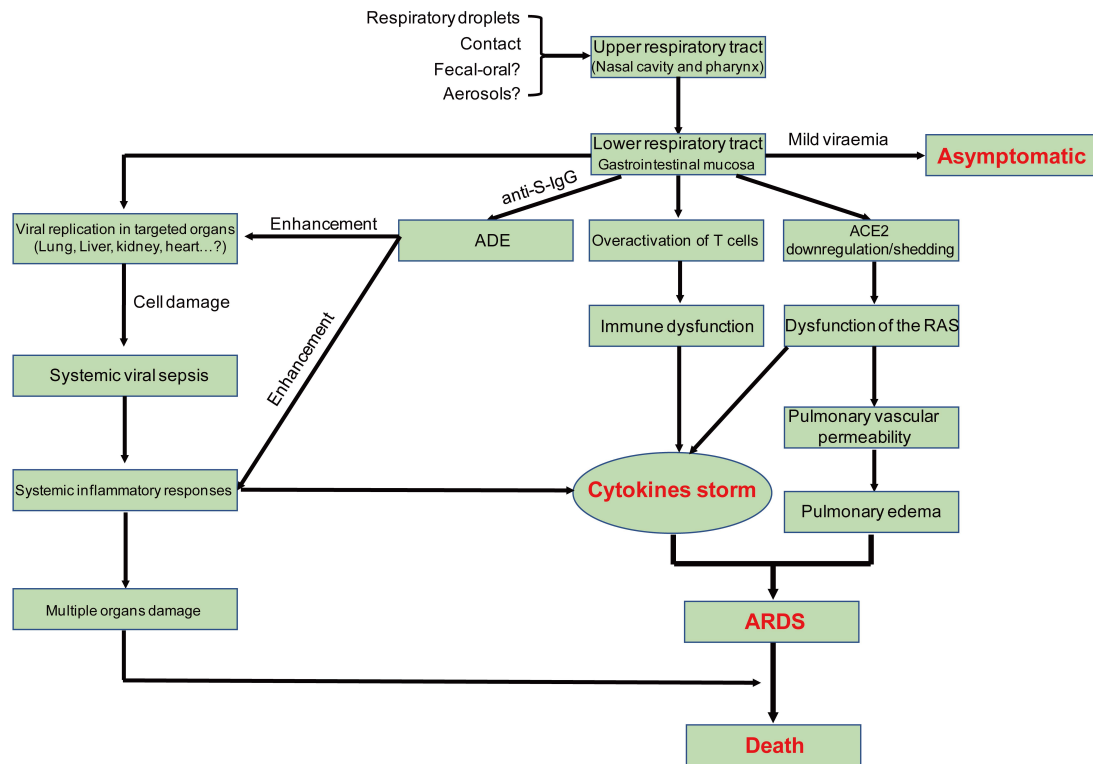 Respiratory droplets
Contact
Fecal-oral?
Aerosols?
Upper respiratory tract
(Nasal cavity and pharynx)
Lower respiratory tract
Gastrointestinal mucosa
Mild viraemia
Asymptomatic
anti-S-IgG
Viral replication in targeted organs
(Lung, Liver, kidney, heart…?)
Enhancement
ADE
Overactivation of T cells
ACE2
downregulation/shedding
Cell damage
Enhancement
Immune dysfunction
Dysfunction of the RAS
Systemic viral sepsis
Pulmonary vascular
permeability
Systemic inflammatory responses
Cytokines storm
Pulmonary edema
Multiple organs damage
ARDS
Death